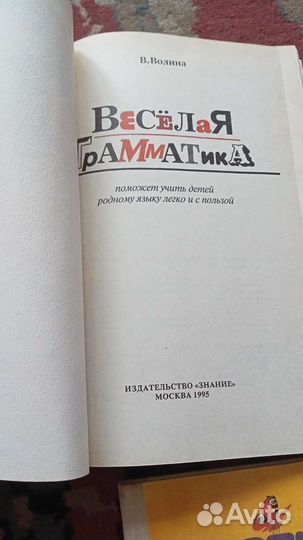 В.Волина
ВЕСЁЛАЯ
ГРАММАТИКА
поможет учить детей
родному языку легко и с пользой
ИЗДАТЕЛЬСТВО «ЗНАНИЕ»
МОСКВА 1995
Avito